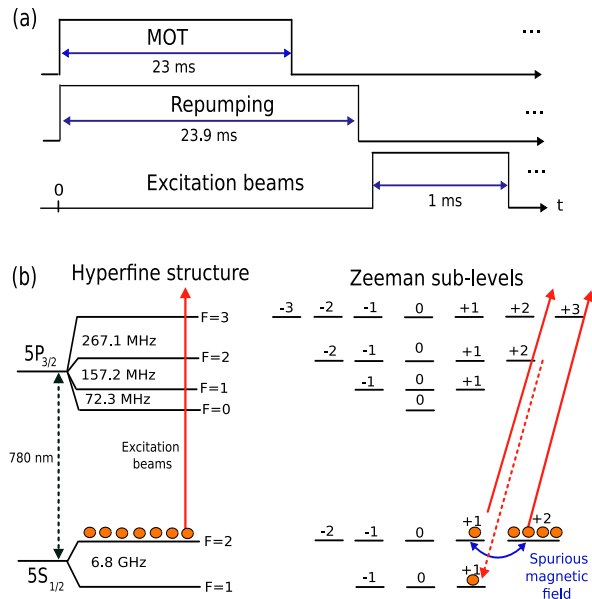 (a)
MOT
...
23 ms
Repumping
...
23.9 ms
...
0
Excitation beams
1 ms
t
(b)
Hyperfine structure
Zeeman sub-levels
F=3
-3 -2 -1 0 +1 +2 +3
267.1 MHz
5P3/2
F=2
-2 -1 0 +1 +2
157.2 MHz
F=1
-1 0 +1
72.3 MHz
F=0
0
780 nm
Excitation
beams
+1 +2
-2 -1 0
F=2
6.8 GHz
Spurious
magnetic
field
5S1/2
F=1
-1 0 +1